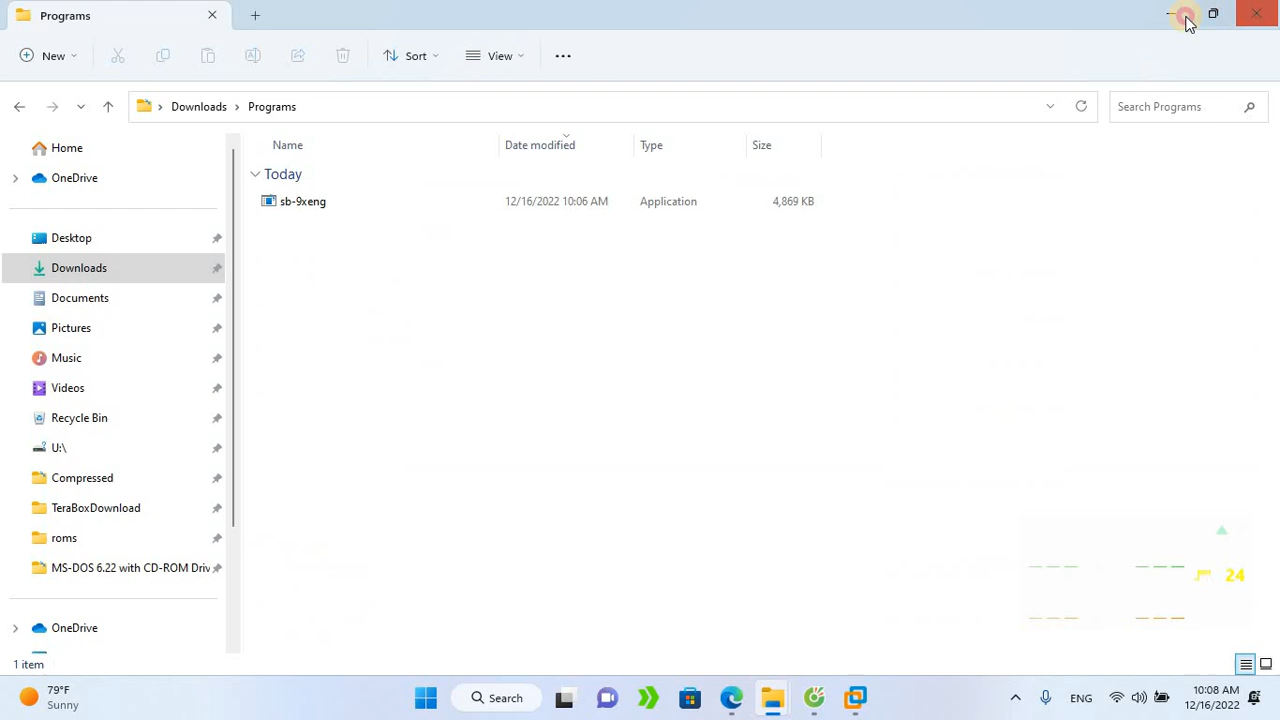 Programs
New
Sort
View
Downloads
Programs
Search Programs
Home
OneDrive
Desktop
Downloads
Documents
Pictures
Music
Videos
Recycle Bin
U:\
Compressed
TeraBoxDownload
roms
MS-DOS 6.22 with CD-ROM Driv
OneDrive
Name
Date modified
Type
Size
Today
sb-9xeng
12/16/2022 10:06 AM
Application
4,869 KB
24
1 item
79°F
Sunny
Search
ENG
10:08 AM
12/16/2022